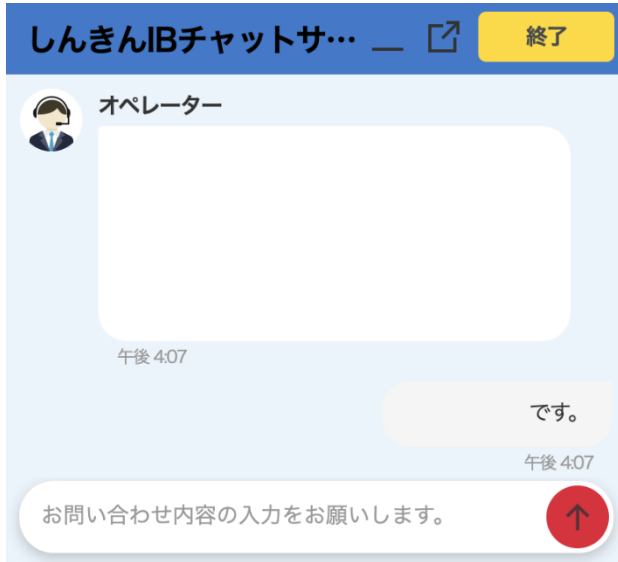 しんきんIBチャットサ…
終了
オペレーター
午後 4:07
です。
午後 4:07
お問い合わせ内容の入力をお願いします。